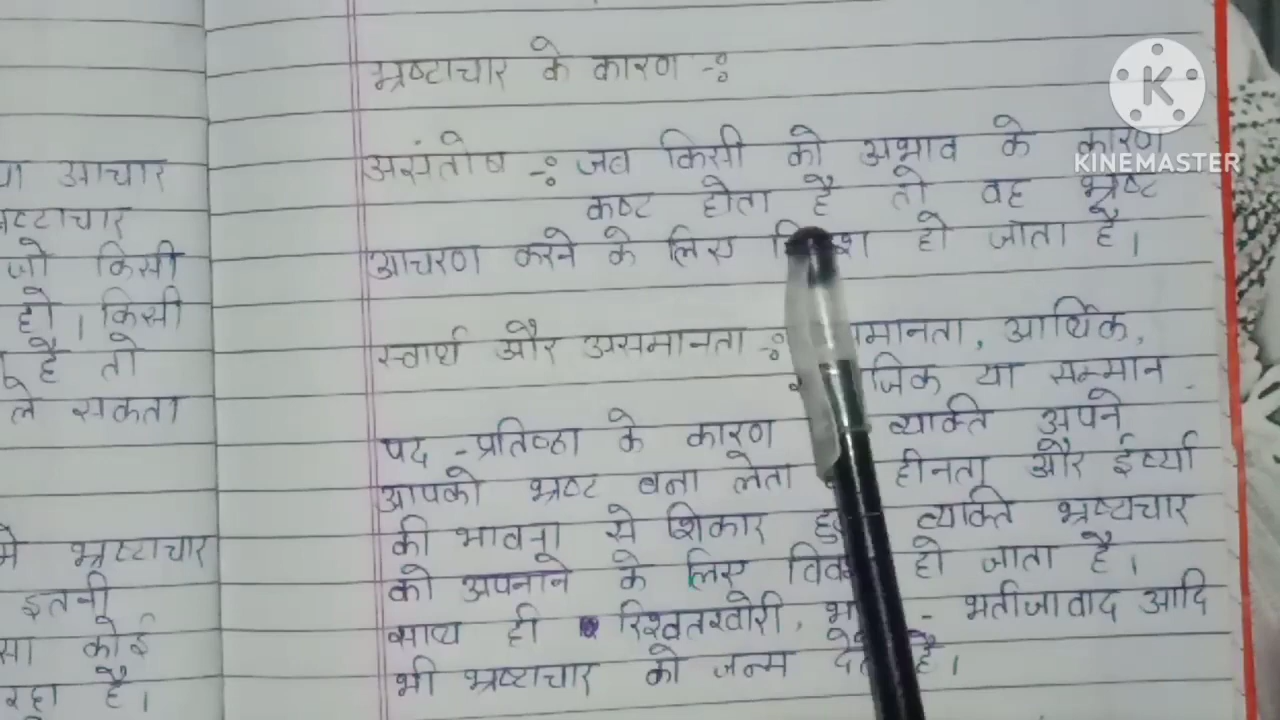 या आचार
भ्रष्टाचार
जो किसी
हो। किसी
है तो
ले सकता
मे भ्रष्टाचार
इतनी
सा कोई
रहा है।
भ्रष्टाचार के कारण -:
असंतोष -: जब किसी को अभाव के कारण
कष्ट होता है तो वह भ्रष्ट
आचरण करने के लिए हो जाता है।
स्वार्थ और असमानता -: आर्थिक,
या सम्मान
पद -प्रतिष्ठा के कारण व्यक्ति अपने
आपको भ्रष्ट बना लेता हीनता और ईर्ष्या
की भावना से शिकार व्यक्ति भ्रष्टाचार
को अपनाने के लिए हो जाता है।
साथ ही रिश्वतखोरी, - भतीजावाद आदि
भी भ्रष्टाचार को जन्म है।
K
KINEMASTER